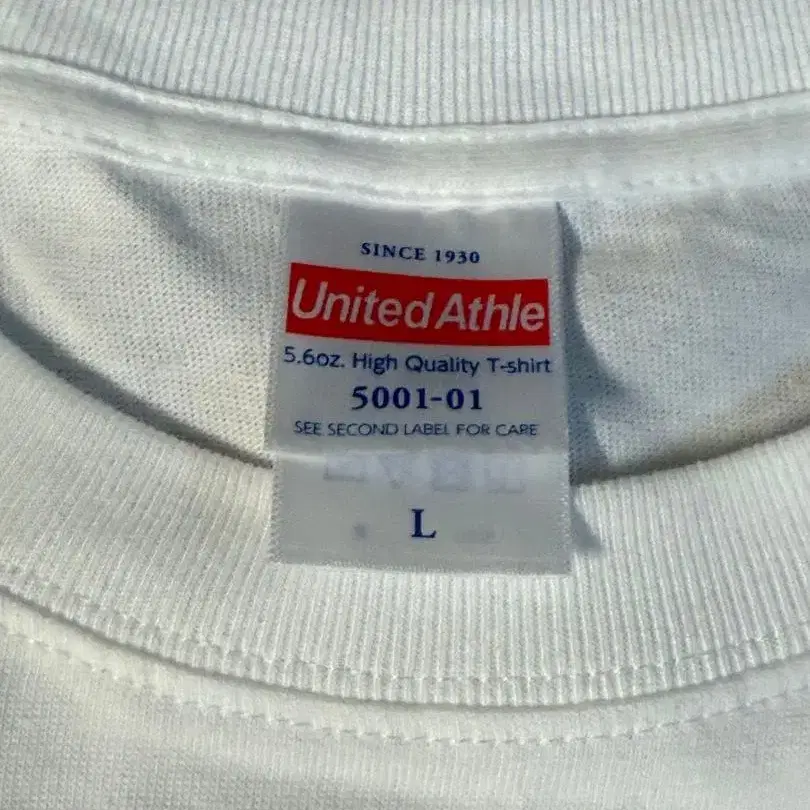 SINCE 1930
United Athle
5.6oz. High Quality T-shirt
5001-01
SEE SECOND LABEL FOR CARE
L